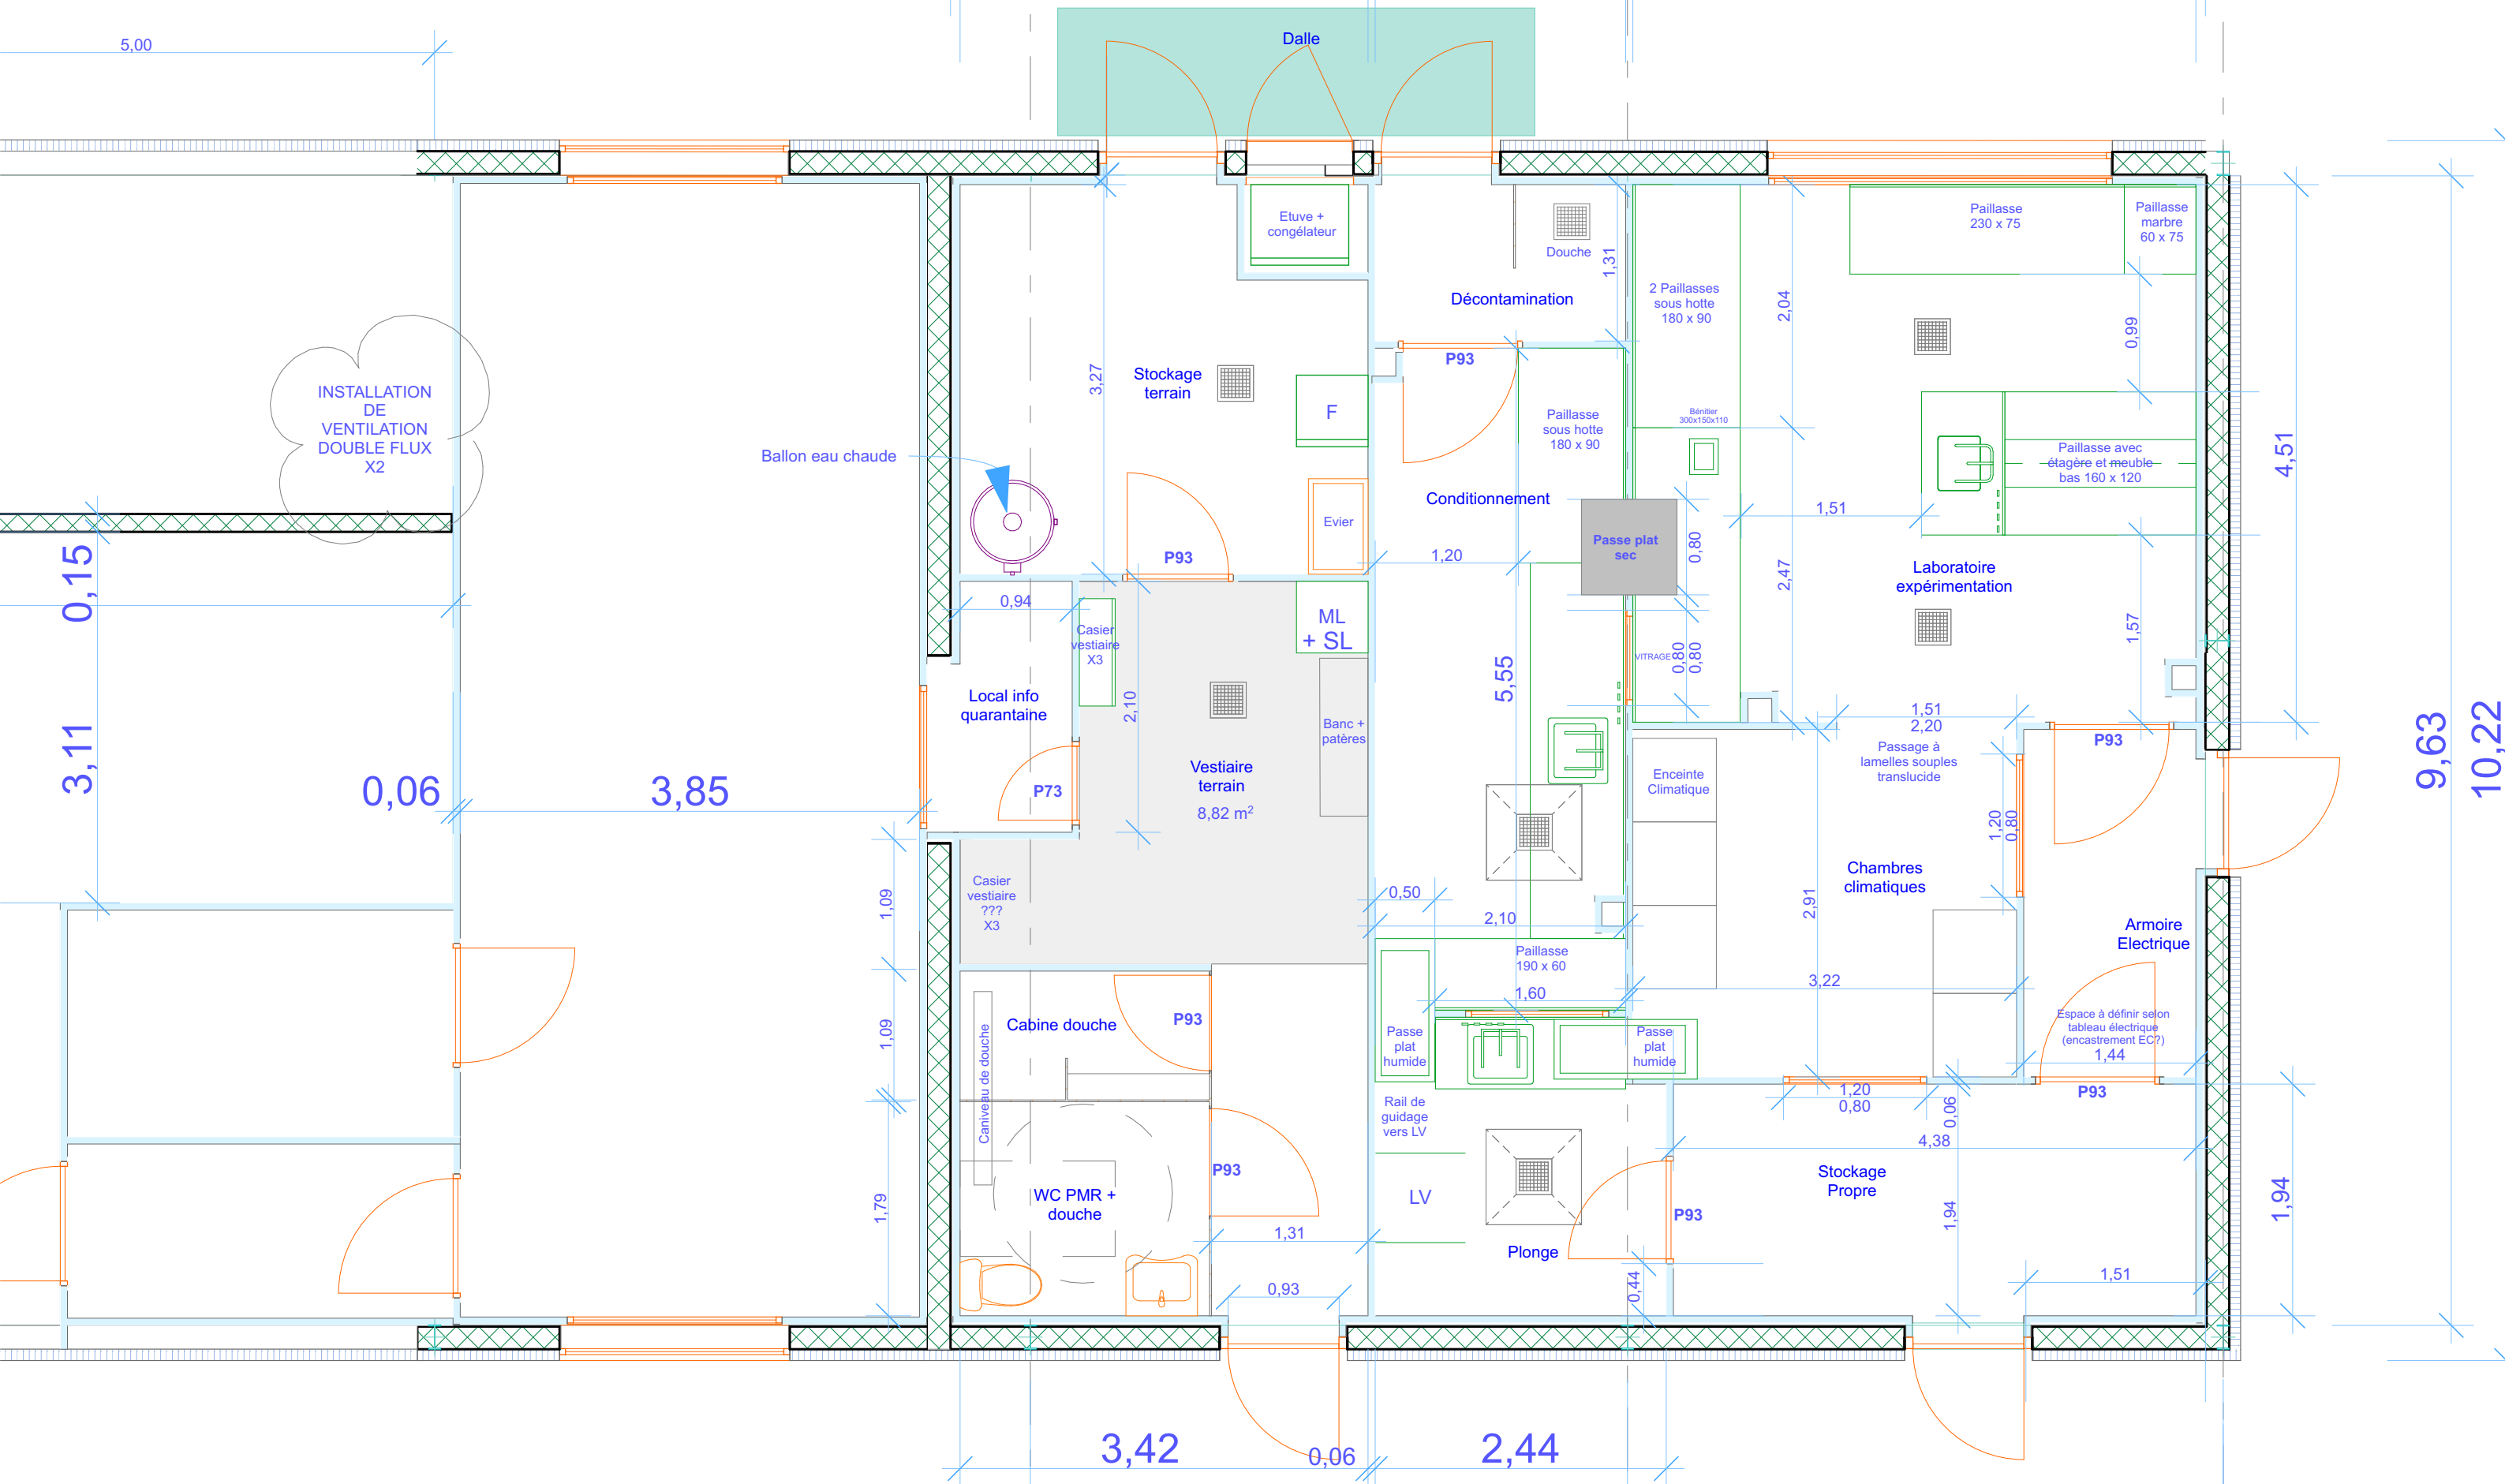 5,00
Dalle
Etuve +
congélateur
Douche
1,31
Décontamination
2 Paillasses
sous hotte
180 x 90
2,04
Paillasse
230 x 75
Paillasse
marbre
60 x 75
0,99
INSTALLATION
DE
VENTILATION
DOUBLE FLUX
X2
Ballon eau chaude
3,27
Stockage
terrain
F
P93
Paillasse
sous hotte
180 x 90
Bénitier
300x150x110
Paillasse avec
étagère et meuble
bas 160 x 120
4,51
Conditionnement
Evier
P93
1,20
Passe plat
sec
0,80
1,51
2,47
Laboratoire
expérimentation
1,57
0,15
0,94
Casier
vestiaire
X3
ML
+ SL
VITRAGE
0,80
0,80
5,55
Local info
quarantaine
2,10
Banc +
patères
1,51
2,20
Passage à
lamelles souples
translucide
P93
3,11
0,06
3,85
P73
Vestiaire
terrain
8,82 m²
Enceinte
Climatique
1,20
0,80
9,63
10,22
Chambres
climatiques
2,91
1,09
Casier
vestiaire
???
X3
0,50
2,10
Armoire
Electrique
Paillasse
190 x 60
3,22
1,60
1,09
Caniveau de douche
Cabine douche
P93
Passe
plat
humide
Passe
plat
humide
Espace à définir selon
tableau électrique
(encastrement EC?)
1,44
P93
1,20
0,80
0,06
Rail de
guidage
vers LV
4,38
1,79
WC PMR +
douche
P93
LV
Stockage
Propre
P93
1,94
1,94
1,31
Plonge
0,93
0,44
1,51
3,42
0,06
2,44